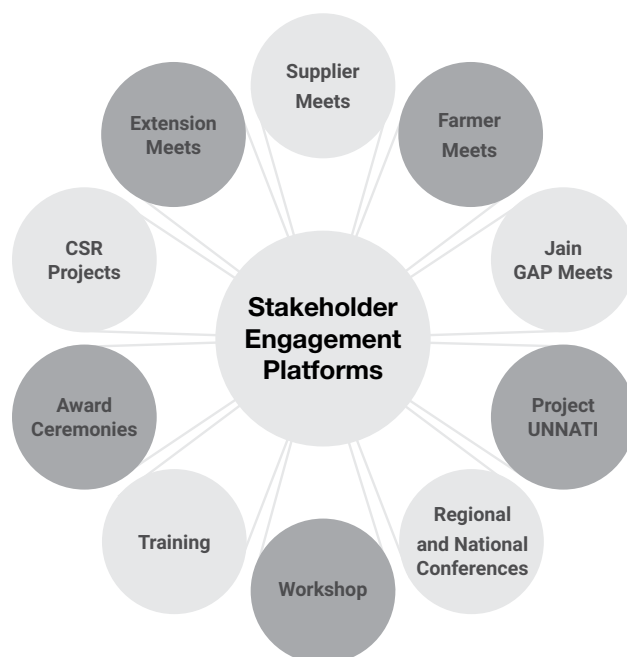 Supplier
Meets
Farmer
Meets
Jain
GAP Meets
Project
UNNATI
Regional
and National
Conferences
Workshop
Training
Award
Ceremonies
CSR
Projects
Extension
Meets
Stakeholder
Engagement
Platforms